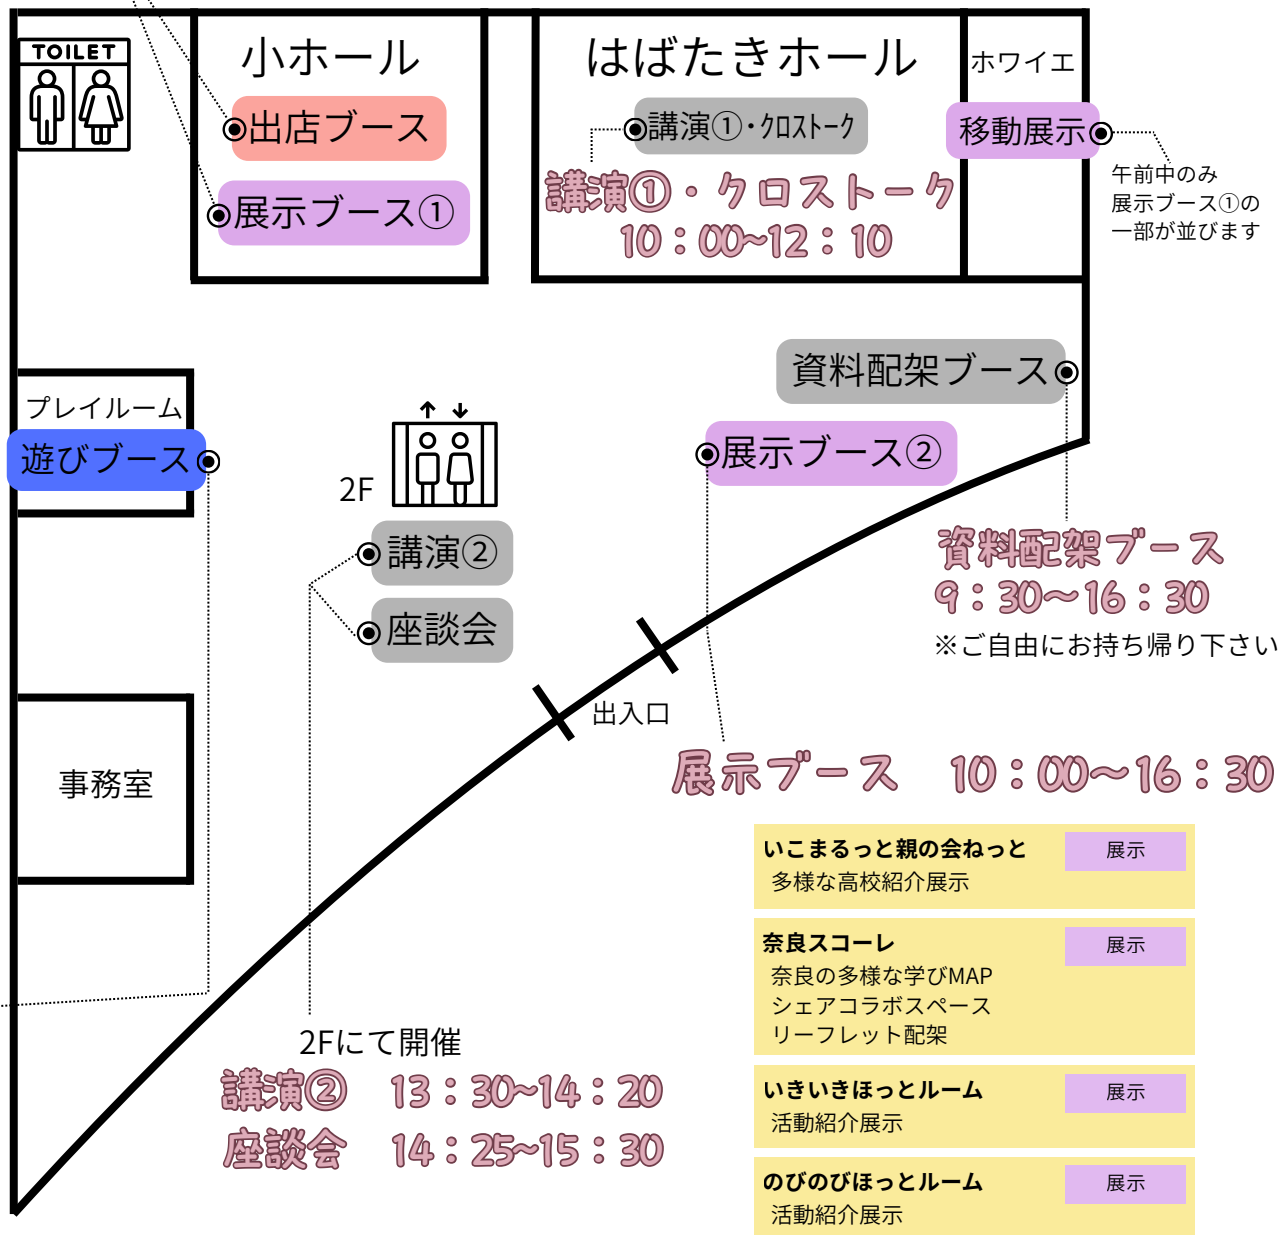 TOILET
小ホール
出店ブース
展示ブース①
はばたきホール
講演①・クロストーク
講演①・クロストーク
10：00~12：10
ホワイエ
移動展示
午前中のみ
展示ブース①の
一部が並びます
資料配架ブース
展示ブース②
プレイルーム
遊びブース
2F
講演②
座談会
資料配架ブース
9：30～16：30
※ご自由にお持ち帰り下さい
出入口
事務室
展示ブース　10：00～16：30
いこまるっと親の会ねっと
展示
多様な高校紹介展示
奈良スコーレ
展示
奈良の多様な学びMAP
シェアコラボスペース
リーフレット配架
いきいきほっとルーム
展示
活動紹介展示
のびのびほっとルーム
展示
活動紹介展示
2Fにて開催
講演②　13：30~14：20
座談会　14：25~15：30